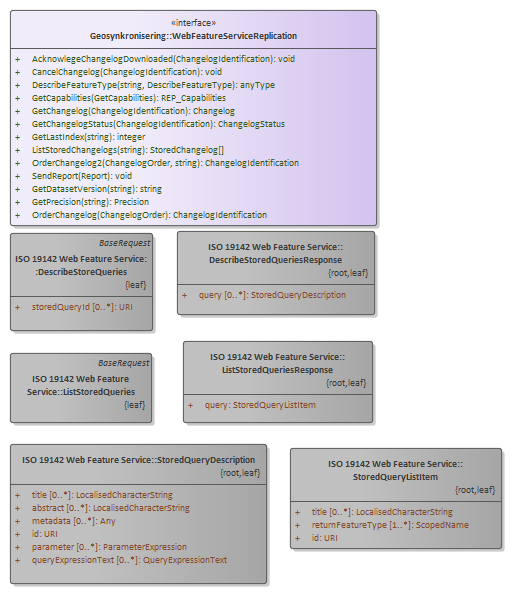 «interface»
Geosynkronisering::WebFeatureServiceReplication
+ AcknowlegeChangelogDownloaded(ChangelogIdentification): void
+ CancelChangelog(ChangelogIdentification): void
+ DescribeFeatureType(string, DescribeFeatureType): anyType
+ GetCapabilities(GetCapabilities): REP_Capabilities
+ GetChangelog(ChangelogIdentification): Changelog
+ GetChangelogStatus(ChangelogIdentification): ChangelogStatus
+ GetLastIndex(string): integer
+ ListStoredChangelogs(string): StoredChangelog[]
+ OrderChangelog2(ChangelogOrder, string): ChangelogIdentification
+ SendReport(Report): void
+ GetDatasetVersion(string): string
+ GetPrecision(string): Precision
+ OrderChangelog(ChangelogOrder): ChangelogIdentification
BaseRequest
ISO 19142 Web Feature Service:
:DescribeStoreQueries
{leaf}
+ storedQueryId [0..*]: URI
ISO 19142 Web Feature Service::
DescribeStoredQueriesResponse
{root,leaf}
+ query [0..*]: StoredQueryDescription
BaseRequest
ISO 19142 Web Feature
Service::ListStoredQueries
{leaf}
ISO 19142 Web Feature Service::
ListStoredQueriesResponse
{root,leaf}
+ query: StoredQueryListItem
ISO 19142 Web Feature Service::StoredQueryDescription
{root,leaf}
+ title [0..*]: LocalisedCharacterString
+ abstract [0..*]: LocalisedCharacterString
+ metadata [0..*]: Any
+ id: URI
+ parameter [0..*]: ParameterExpression
+ queryExpressionText [0..*]: QueryExpressionText
ISO 19142 Web Feature Service::
StoredQueryListItem
{root,leaf}
+ title [0..*]: LocalisedCharacterString
+ returnFeatureType [1..*]: ScopedName
+ id: URI